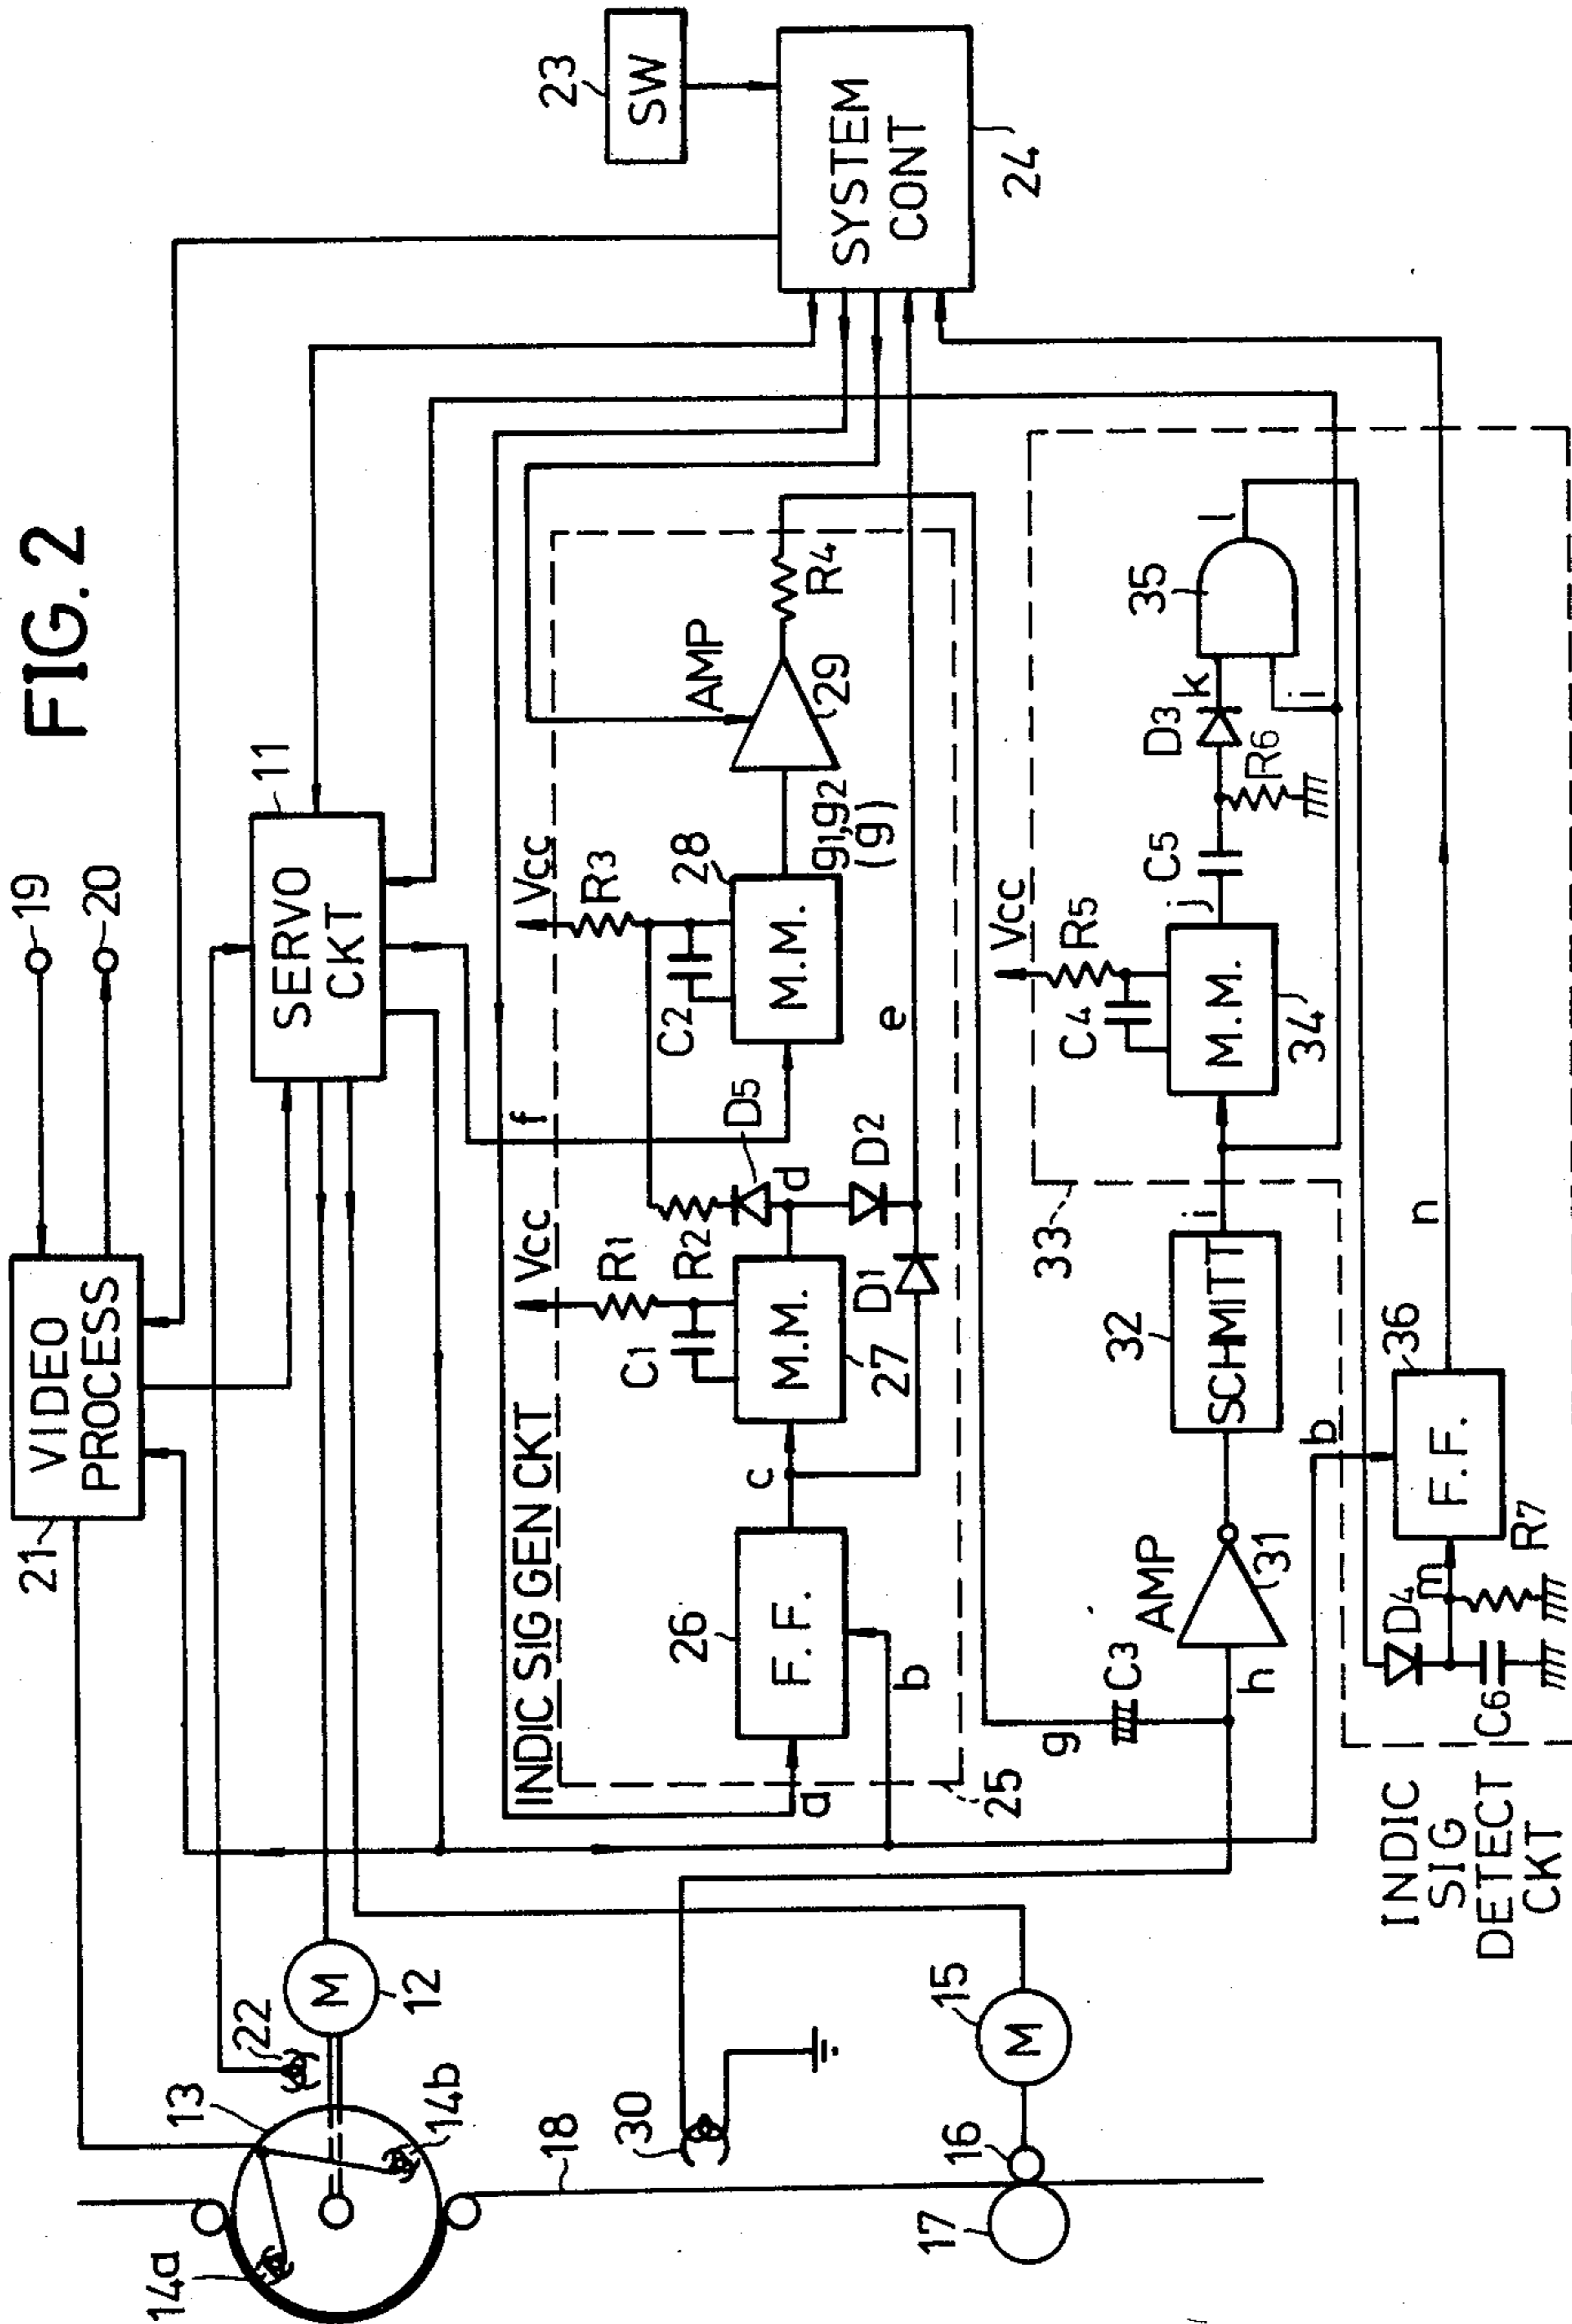 FIG. 2
19
20
21
VIDEO
PROCESS
11
SERVO
CKT
23
SW
SYSTEM
CONT
24
22
M
12
13
14a
14b
18
30
M
15
16
17
INDIC SIG GEN CKT
25
a
26
F. F.
b
c
Vcc
R1
C1
M.M.
27
R2
D5
d
D2
D1
e
f
Vcc
R3
C2
28
M.M.
g1,g2
(g)
AMP
29
R4
g
C3
h
AMP
31
32
SCHMITT
i
33
Vcc
R5
C4
M.M.
34
j
C5
R6
D3
k
i
35
l
INDIC
SIG
DETECT
CKT
D4
C6
m
R7
b
F. F.
36
n